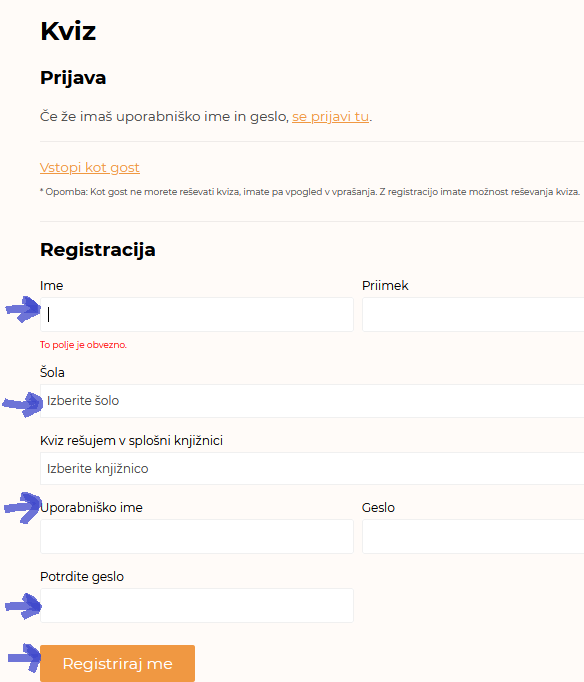 Kviz
Prijava
Če že imaš uporabniško ime in geslo, se prijavi tu.
Vstopi kot gost
* Opomba: Kot gost ne morete reševati kviza, imate pa vpogled v vprašanja. Z registracijo imate možnost reševanja kviza.
Registracija
Ime Priimek
To polje je obvezno.
Šola
Izberite šolo
Kviz rešujem v splošni knjižnici
Izberite knjižnico
Uporabniško ime Geslo
Potrdite geslo
Registriraj me